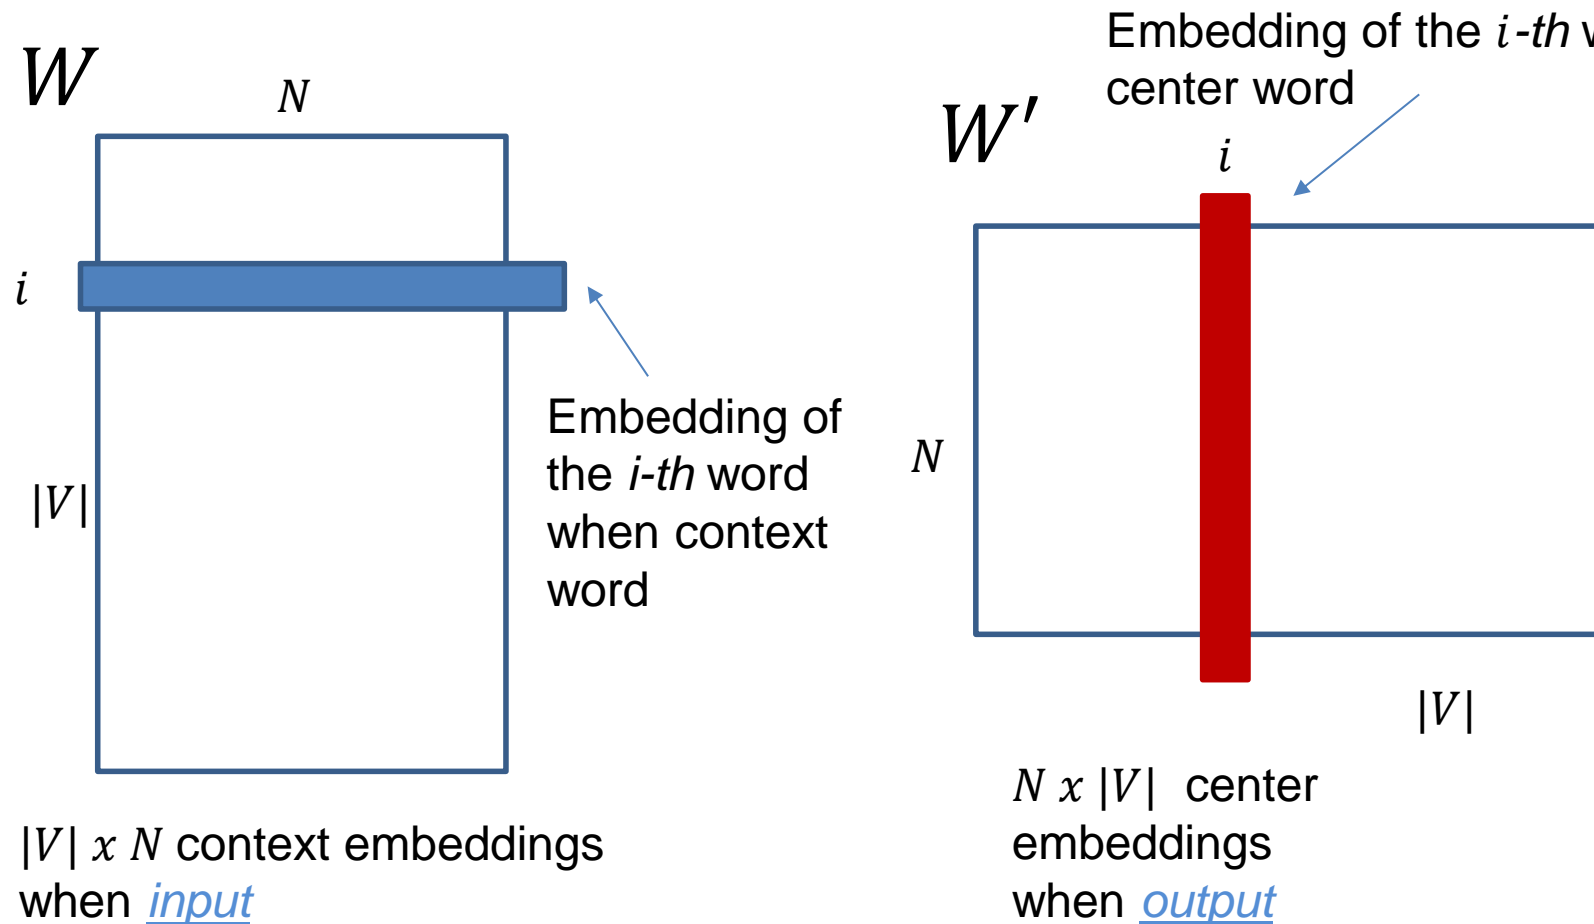 W
N
i
|V|
Embedding of
the i-th word
when context
word
|V| x N context embeddings
when input
Embedding of the i-th
center word
W'
i
N
|V|
N x |V| center
embeddings
when output